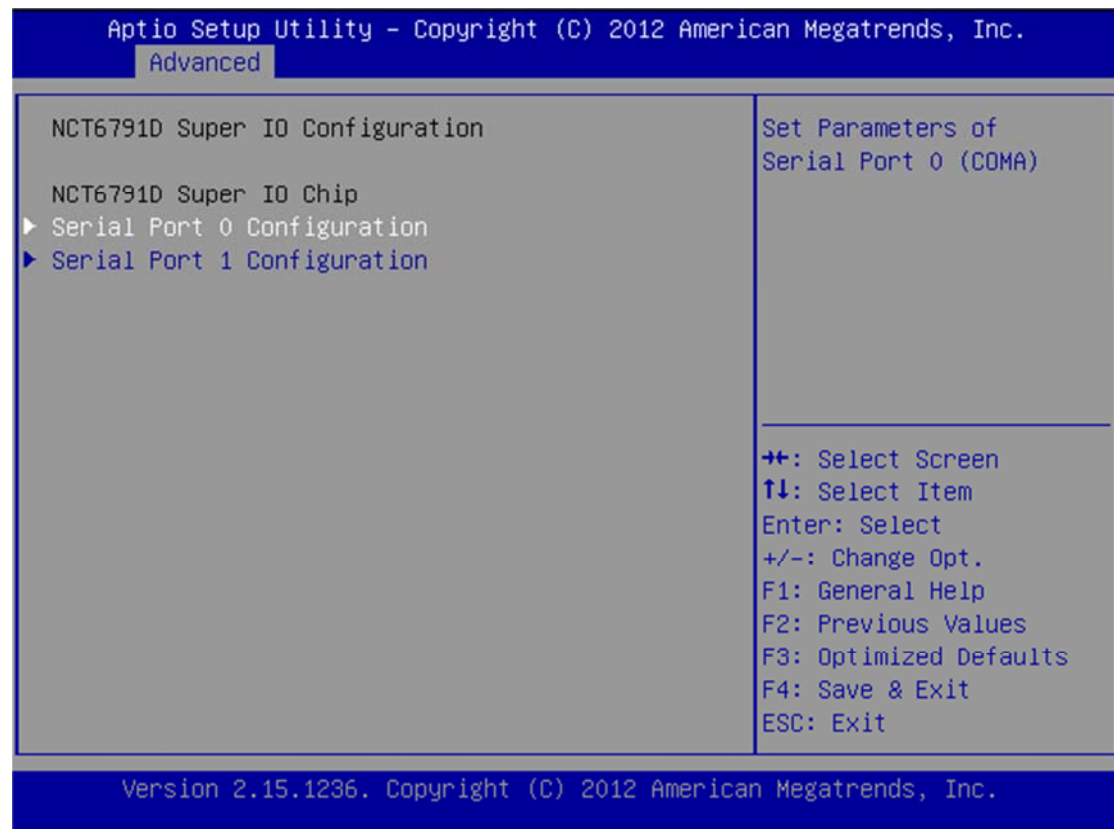 Aptio Setup Utility – Copyright (C) 2012 American Megatrends, Inc.
Advanced
NCT6791D Super IO Configuration
NCT6791D Super IO Chip
▶ Serial Port 0 Configuration
▶ Serial Port 1 Configuration
Set Parameters of
Serial Port 0 (COMA)
→←: Select Screen
↑↓: Select Item
Enter: Select
+/-: Change Opt.
F1: General Help
F2: Previous Values
F3: Optimized Defaults
F4: Save & Exit
ESC: Exit
Version 2.15.1236. Copyright (C) 2012 American Megatrends, Inc.